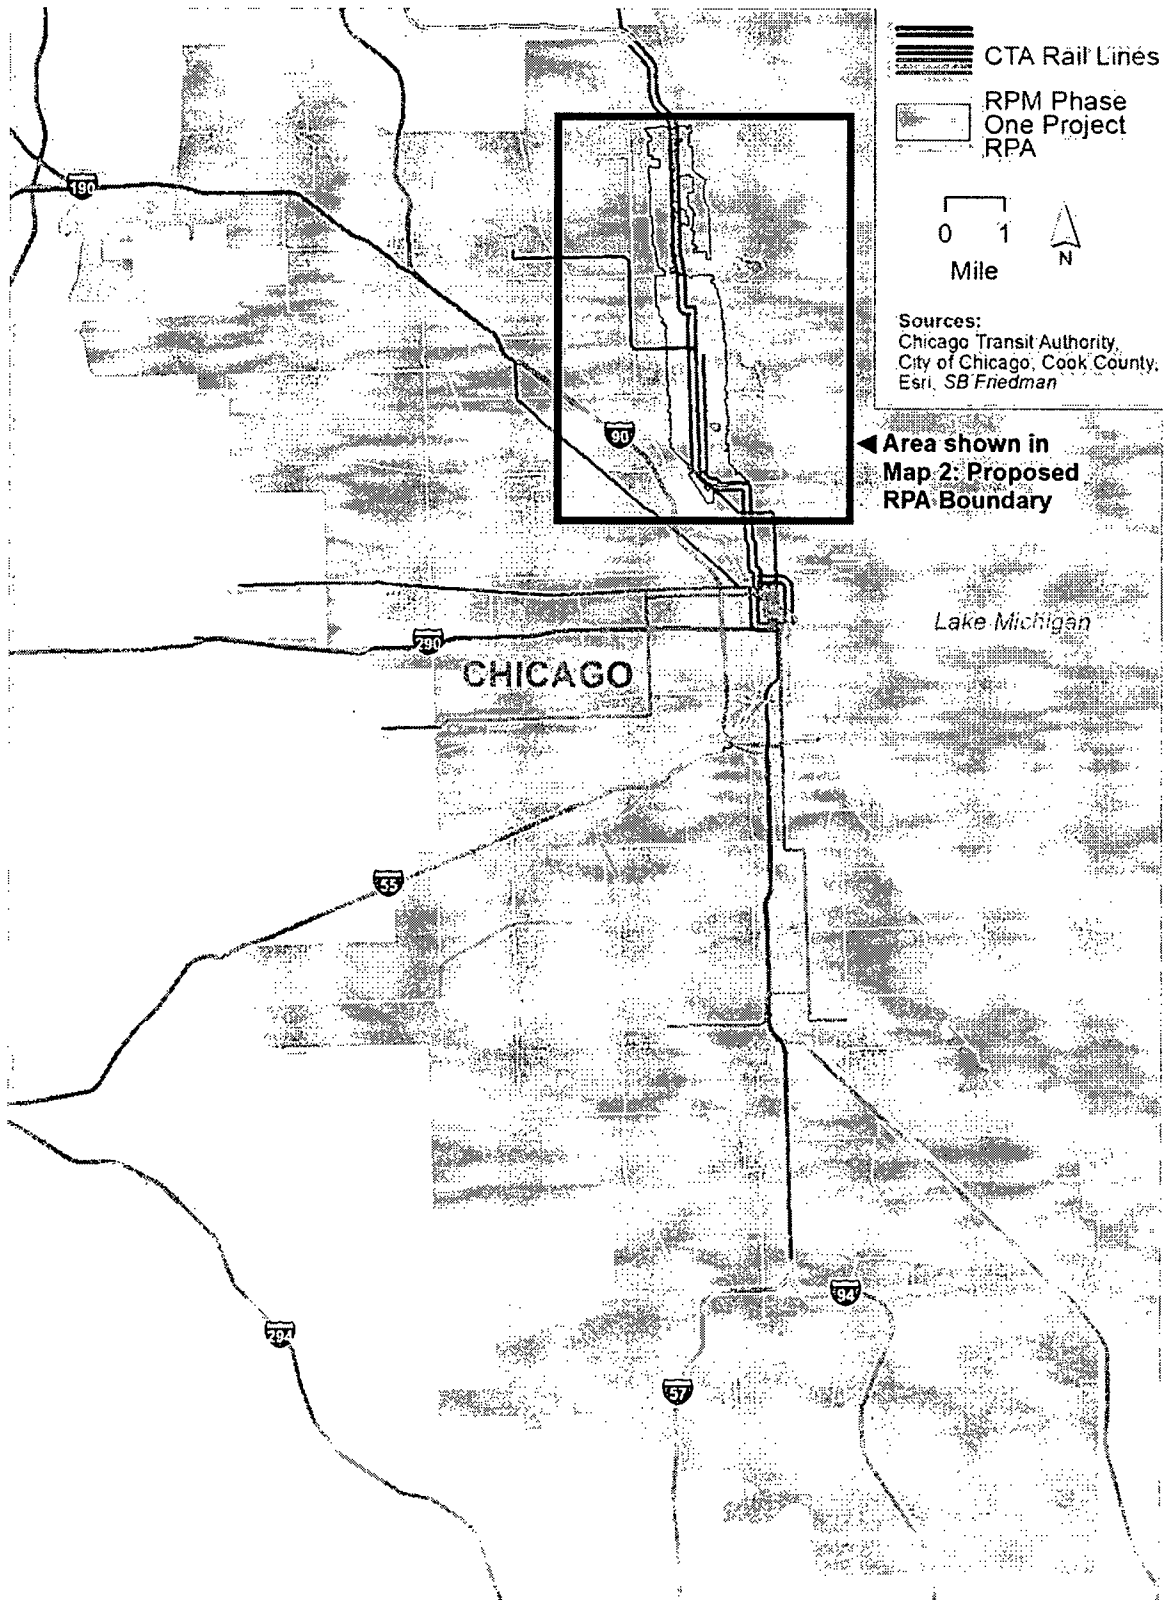 CTA Rail Lines
RPM Phase
One Project
RPA
0 1
Mile
N
Sources:
Chicago Transit Authority,
City of Chicago, Cook County,
Esri, SB Friedman
190
90
◀ Area shown in
Map 2: Proposed
RPA Boundary
Lake Michigan
290
CHICAGO
55
94
294
57